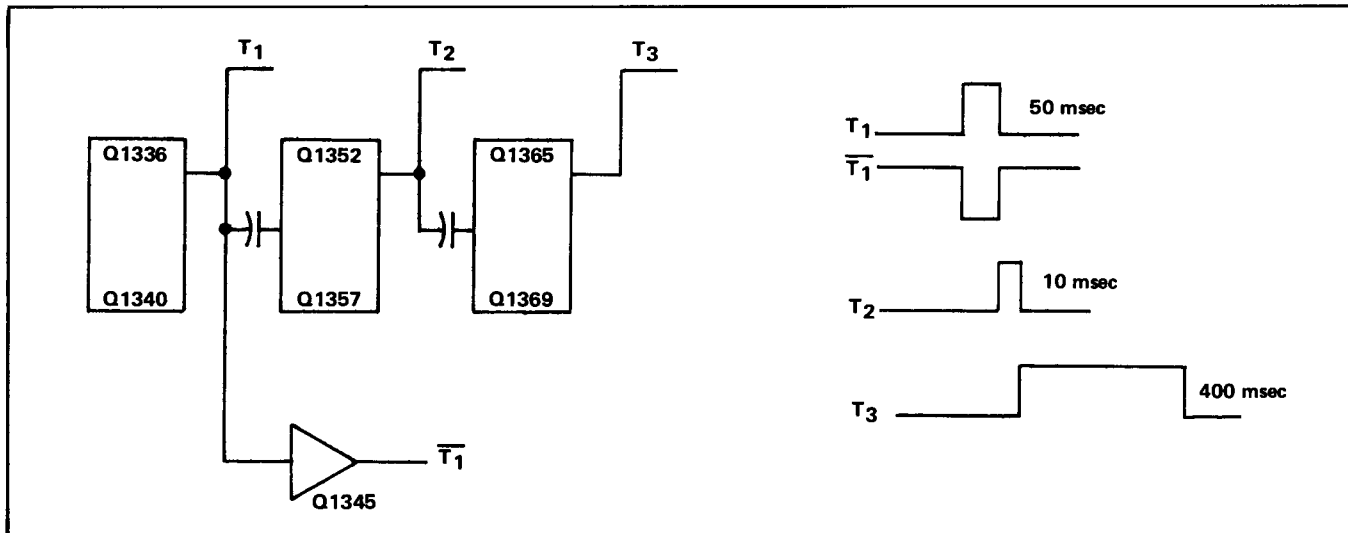 T1
T2
T3
Q1336
Q1340
Q1352
Q1357
Q1365
Q1369
Q1345
T̅1̅
T1
50 msec
T̅1̅
T2
10 msec
T3
400 msec